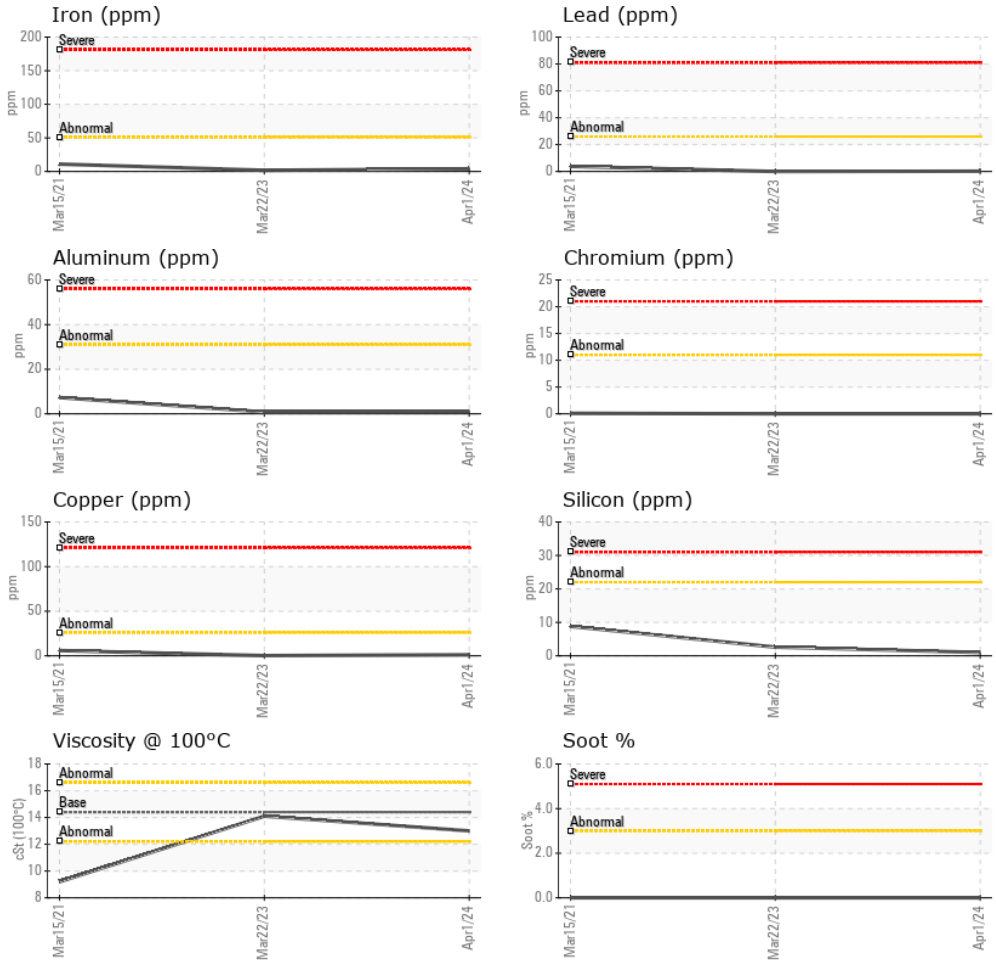 Iron (ppm)
200
150
100
50
0
ppm
Severe
Abnormal
Mar15/21
Mar22/23
Apr1/24
Lead (ppm)
100
80
60
40
20
0
ppm
Severe
Abnormal
Mar15/21
Mar22/23
Apr1/24
Aluminum (ppm)
60
40
20
0
ppm
Severe
Abnormal
Mar15/21
Mar22/23
Apr1/24
Chromium (ppm)
25
20
15
10
5
0
ppm
Severe
Abnormal
Mar15/21
Mar22/23
Apr1/24
Copper (ppm)
150
100
50
0
ppm
Severe
Abnormal
Mar15/21
Mar22/23
Apr1/24
Silicon (ppm)
40
30
20
10
0
ppm
Severe
Abnormal
Mar15/21
Mar22/23
Apr1/24
Viscosity @ 100°C
18
16
14
12
10
8
cSt (100°C)
Abnormal
Base
Abnormal
Mar15/21
Mar22/23
Apr1/24
Soot %
6.0
4.0
2.0
0.0
Soot %
Severe
Abnormal
Mar15/21
Mar22/23
Apr1/24